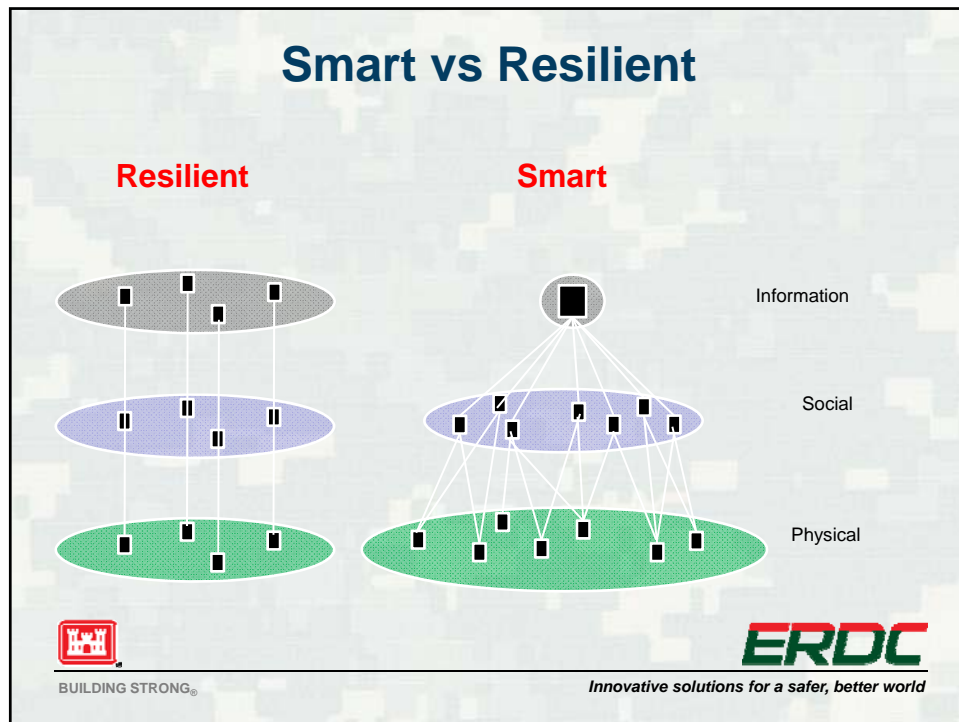 Smart vs Resilient
Resilient Smart
Information
Social
Physical
ERDC
BUILDING STRONG® Innovative solutions for a safer, better world